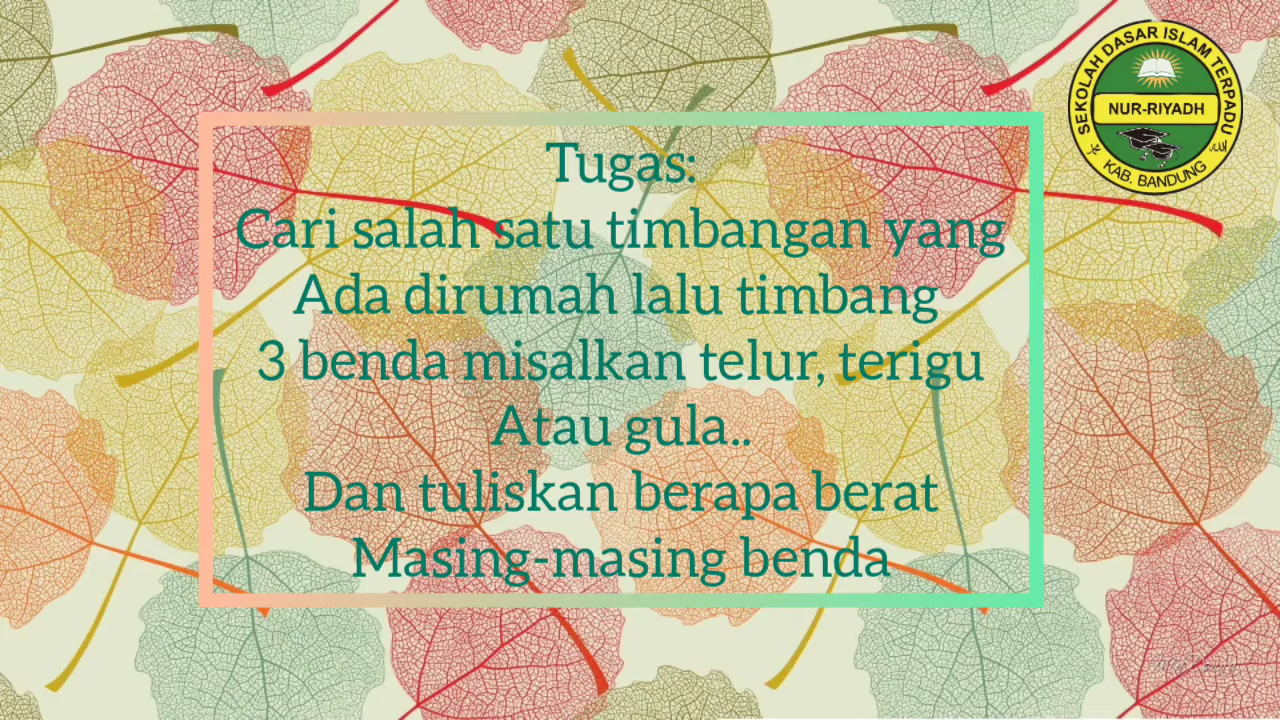 SEKOLAH DASAR ISLAM TERPADU
NUR-RIYADH
KAB. BANDUNG
Tugas:
Cari salah satu timbangan yang
Ada dirumah lalu timbang
3 benda misalkan telur, terigu
Atau gula..
Dan tuliskan berapa berat
Masing-masing benda